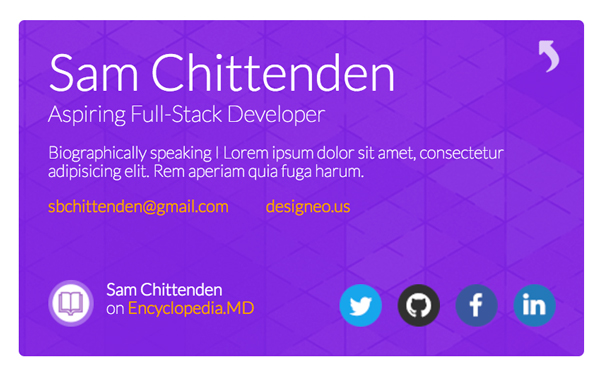 Sam Chittenden
Aspiring Full-Stack Developer
Biographically speaking I Lorem ipsum dolor sit amet, consectetur
adipisicing elit. Rem aperiam quia fuga harum.
sbchittenden@gmail.com designeo.us
Sam Chittenden
on Encyclopedia.MD
f in